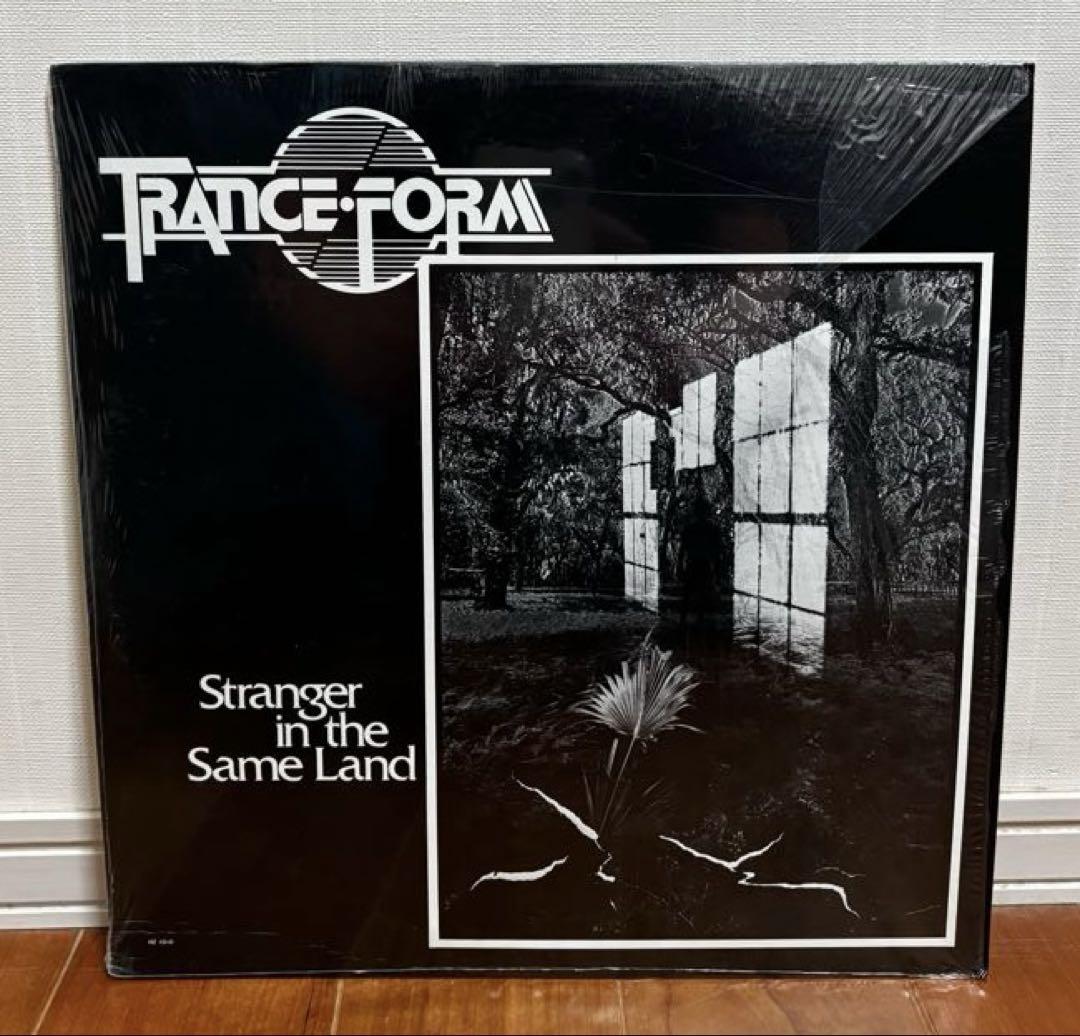 TRANCE·FORM
Stranger
in the
Same Land